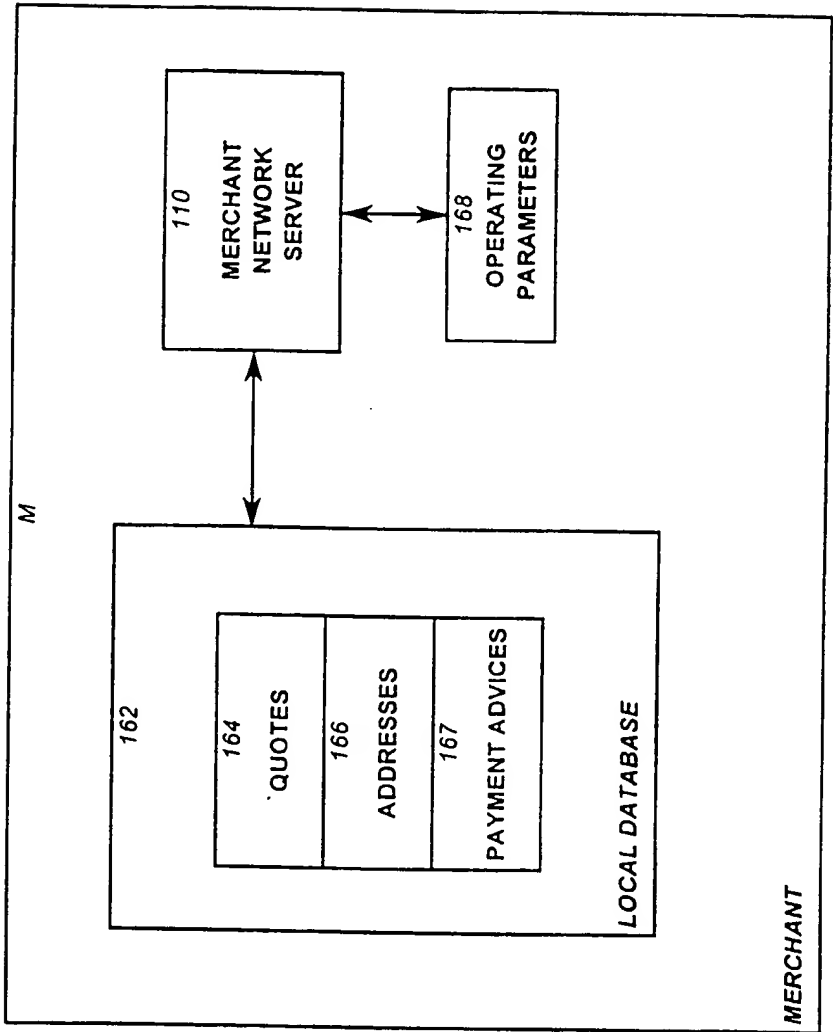 M
162
164
QUOTES
166
ADDRESSES
167
PAYMENT ADVICES
LOCAL DATABASE
110
MERCHANT
NETWORK
SERVER
168
OPERATING
PARAMETERS
MERCHANT